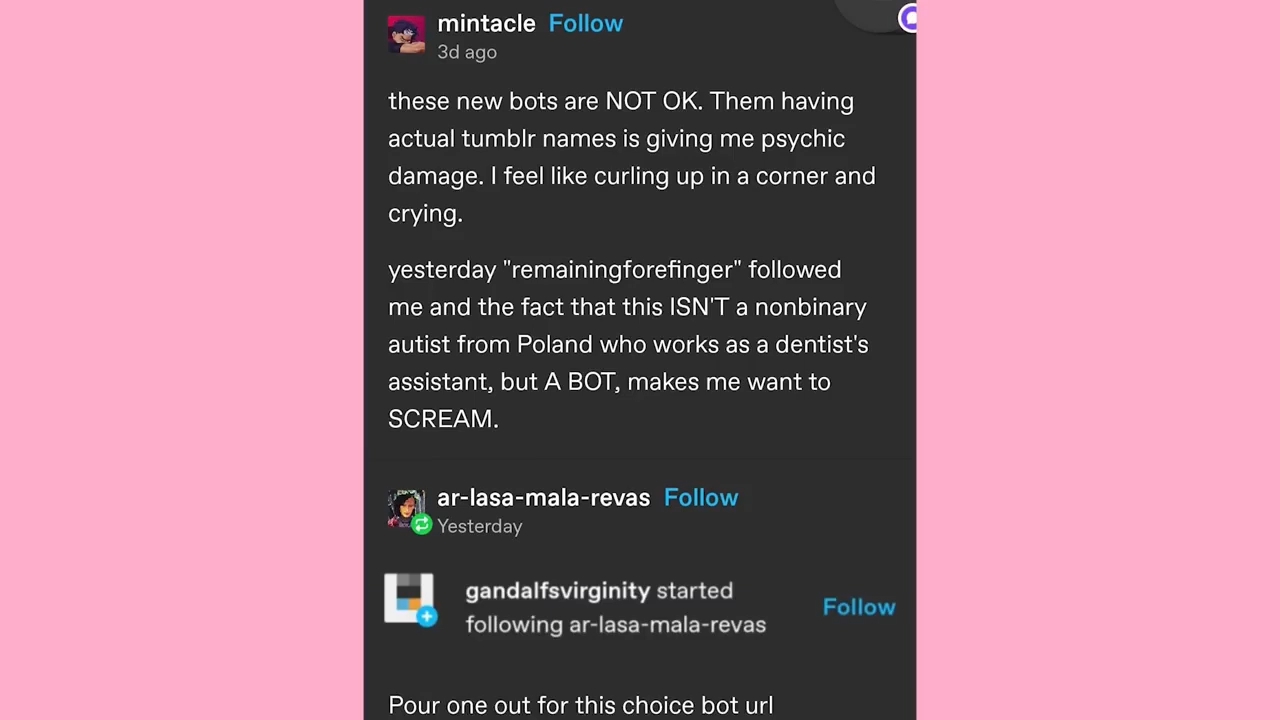 mintacle Follow
3d ago
these new bots are NOT OK. Them having
actual tumblr names is giving me psychic
damage. I feel like curling up in a corner and
crying.
yesterday "remainingforefinger" followed
me and the fact that this ISN'T a nonbinary
autist from Poland who works as a dentist's
assistant, but A BOT, makes me want to
SCREAM.
ar-lasa-mala-revas Follow
Yesterday
gandalfsvirginity started
following ar-lasa-mala-revas
Follow
Pour one out for this choice bot url